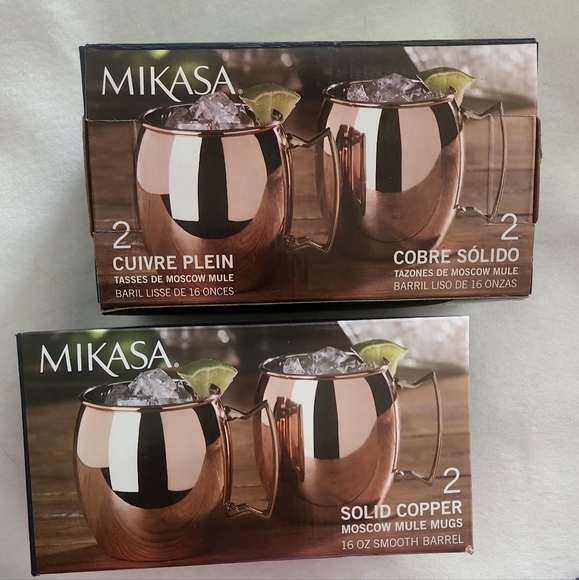 MIKASA®
2
CUIVRE PLEIN
TASSES DE MOSCOW MULE
BARIL LISSE DE 16 ONCES
2
COBRE SÓLIDO
TAZONES DE MOSCOW MULE
BARRIL LISO DE 16 ONZAS
MIKASA®
2
SOLID COPPER
MOSCOW MULE MUGS
16 OZ SMOOTH BARREL